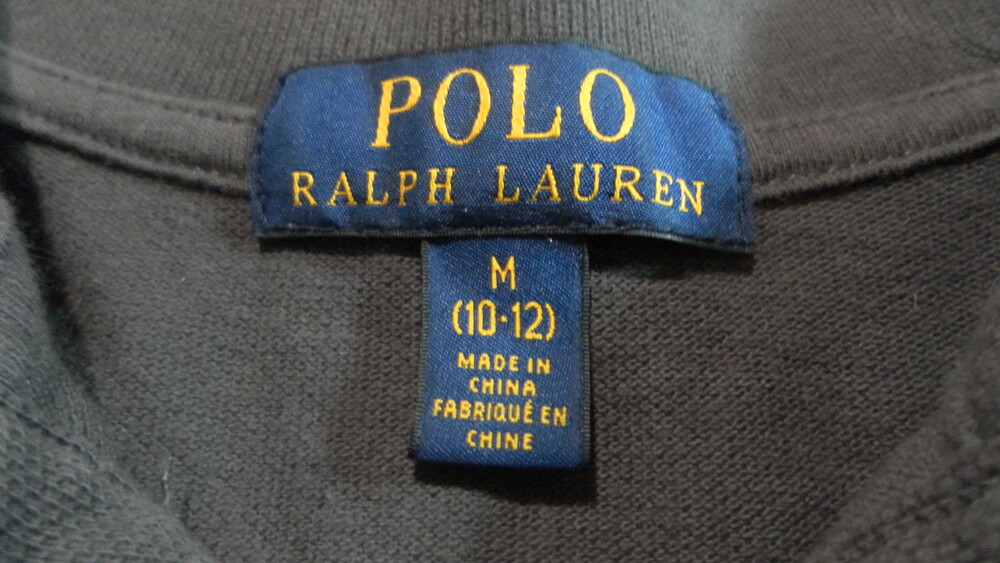 POLO
RALPH LAUREN
M
(10-12)
MADE IN
CHINA
FABRIQUÉ EN
CHINE